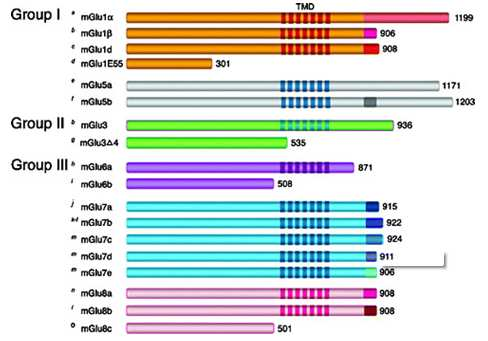 TMD
Group I a mGlu1α 1199
b mGlu1β 906
c mGlu1d 908
d mGlu1E55 301
e mGlu5a 1171
f mGlu5b 1203
Group II b mGlu3 936
g mGlu3Δ4 535
Group III h mGlu6a 871
i mGlu6b 508
j mGlu7a 915
k-l mGlu7b 922
m mGlu7c 924
m mGlu7d 911
m mGlu7e 906
n mGlu8a 908
mGlu8b 908
o mGlu8c 501